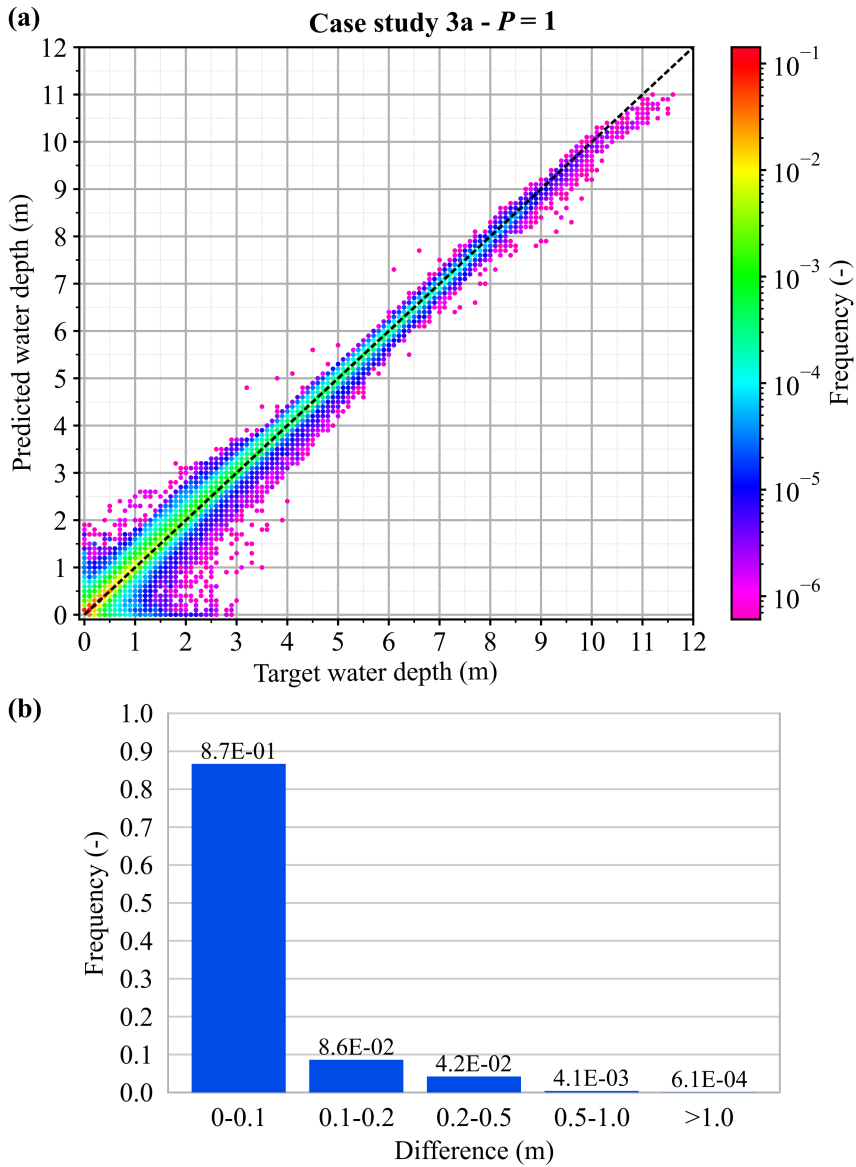 (a)
Case study 3a - P = 1
12
11
10
9
8
7
6
5
4
3
2
1
0
Predicted water depth (m)
0 1 2 3 4 5 6 7 8 9 10 11 12
Target water depth (m)
10⁻¹
10⁻²
10⁻³
10⁻⁴
10⁻⁵
10⁻⁶
Frequency (-)
(b)
1.0
0.9
0.8
0.7
0.6
0.5
0.4
0.3
0.2
0.1
0.0
Frequency (-)
8.7E-01
8.6E-02
4.2E-02
4.1E-03
6.1E-04
0-0.1 0.1-0.2 0.2-0.5 0.5-1.0 >1.0
Difference (m)